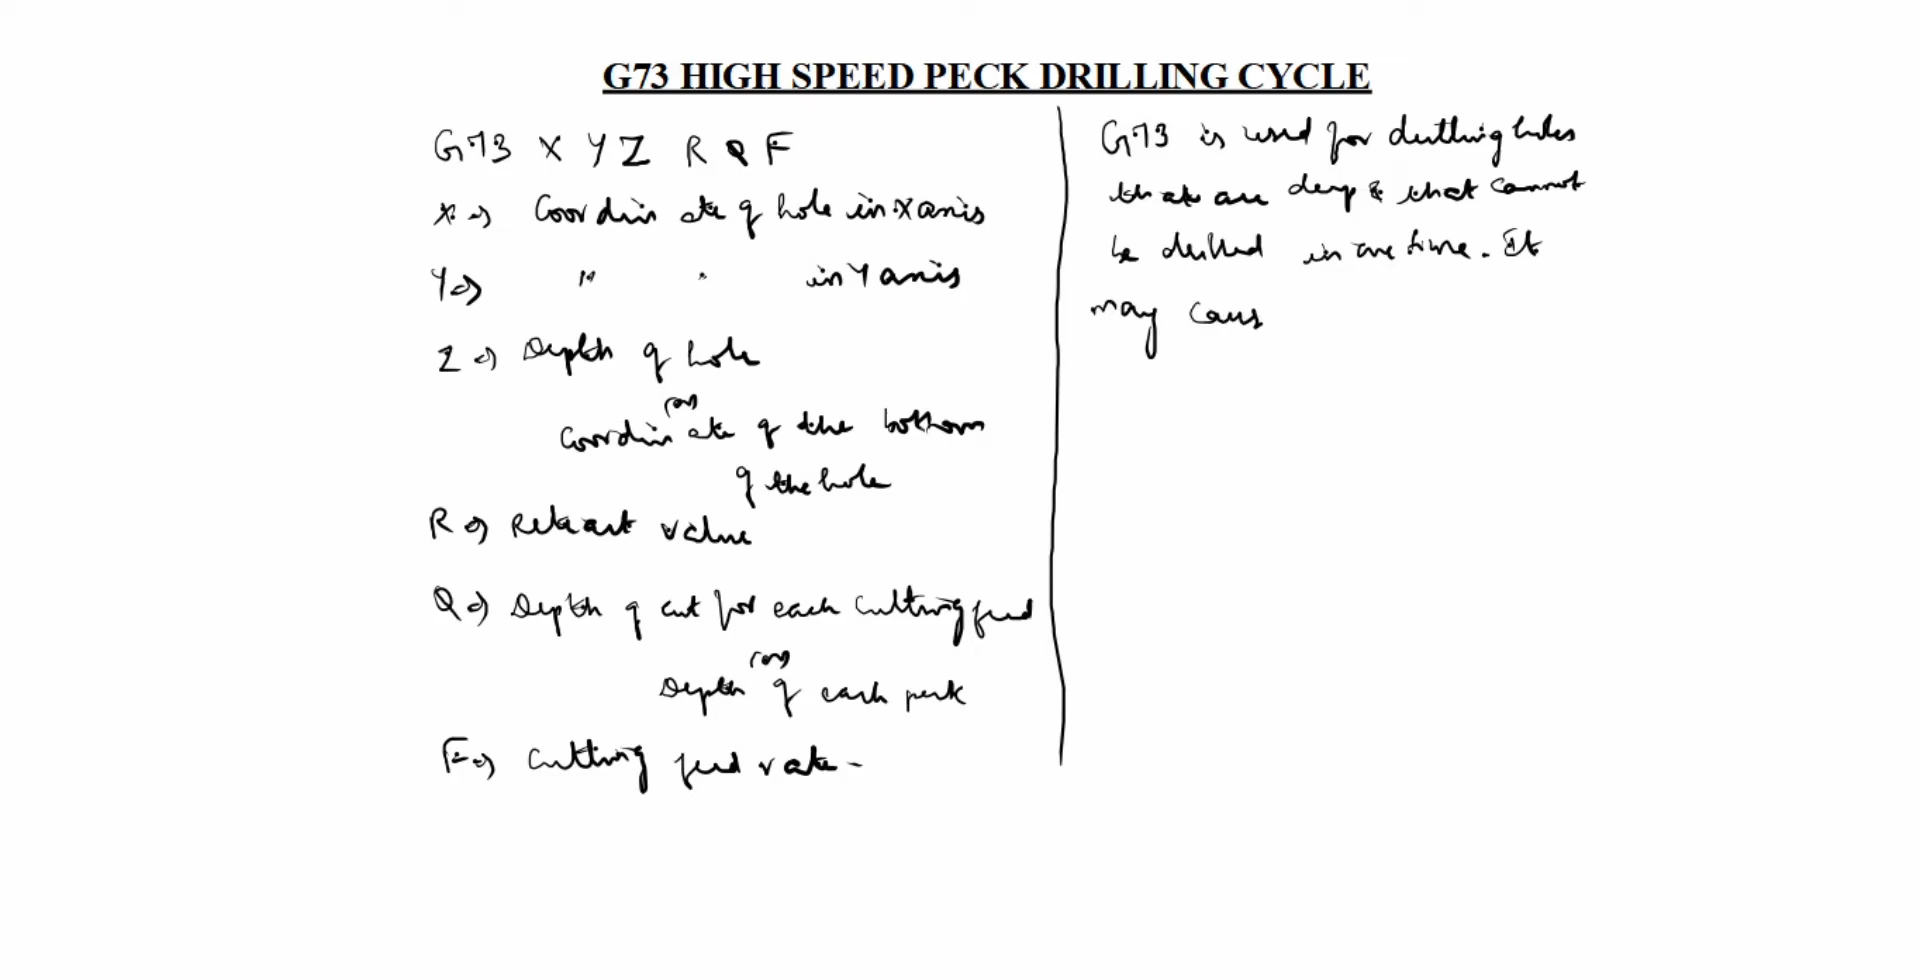 G73 HIGH SPEED PECK DRILLING CYCLE
G73 X Y Z R Q F
X => Coordinate of hole in X axis
Y => " " in Y axis
Z => Depth of hole
(or)
Coordinate of the bottom
of the hole
R => Retract value
Q => Depth of cut for each cutting feed
(or)
Depth of each peck
F => Cutting feed rate -
G73 is used for drilling holes
that are deep & that cannot
be drilled in one time. It
may caus